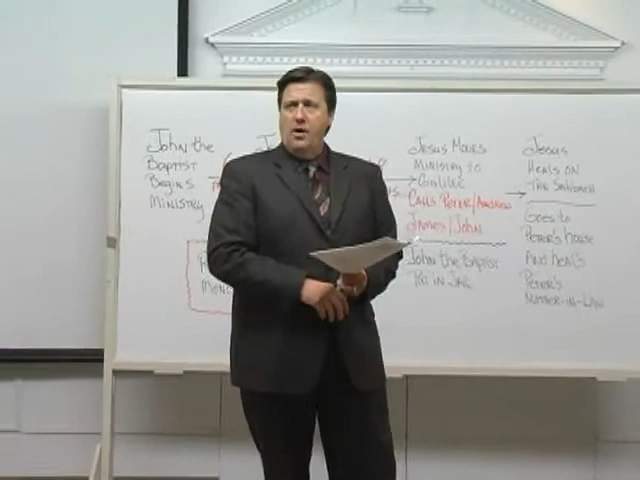 John the
Baptist
Begins
Ministry
Jesus Moves
Ministry to
Galilee
Calls Peter/Andrew
James/John
John the Baptist
Put in Jail
Jesus
Heals on
The Sabbath
Goes to
Peter's house
And heals
Peter's
Mother-in-law